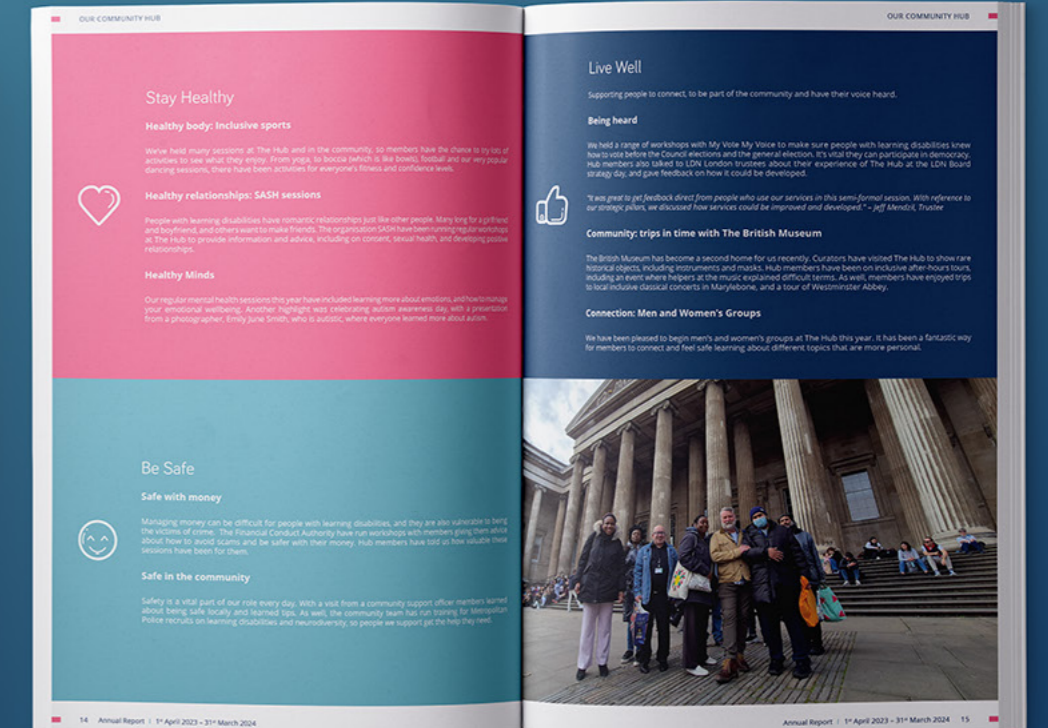 OUR COMMUNITY HUB
Stay Healthy
Healthy body: Inclusive sports
We've held many sessions at The Hub and in the community, so members have the chance to try lots of
activities to see what they enjoy. From yoga, to boccia (which is like bowls), football and our very popular
dancing sessions, there have been activities for everyone's fitness and confidence levels.
Healthy relationships: SASH sessions
People with learning disabilities have romantic relationships just like other people. Many long for a girlfriend
and boyfriend, and others want to make friends. The organisation SASH have been running regular workshops
at The Hub to provide information and advice, including on consent, sexual health, and developing positive
relationships.
Healthy Minds
Our regular mental health sessions this year have included learning more about emotions, and how to manage
your emotional wellbeing. Another highlight was celebrating autism awareness day, with a presentation
from a photographer, Emily June Smith, who is autistic, where everyone learned more about autism.
Be Safe
Safe with money
Managing money can be difficult for people with learning disabilities, and they are also vulnerable to being
the victims of crime. The Financial Conduct Authority have run workshops with members giving them advice
about how to avoid scams and be safer with their money. Hub members have told us how valuable these
sessions have been for them.
Safe in the community
Safety is a vital part of our role every day. With a visit from a community support officer members learned
about being safe locally and learned tips. As well, the community team has run training for Metropolitan
Police recruits on learning disabilities and neurodiversity, so people we support get the help they need.
14 Annual Report | 1st April 2023 – 31st March 2024
OUR COMMUNITY HUB
Live Well
Supporting people to connect, to be part of the community and have their voice heard.
Being heard
We held a range of workshops with My Vote My Voice to make sure people with learning disabilities knew
how to vote before the Council elections and the general election. It's vital they can participate in democracy.
Hub members also talked to LDN London trustees about their experience of The Hub at the LDN Board
strategy day, and gave feedback on how it could be developed.
"It was great to get feedback direct from people who use our services in this semi-formal session. With reference to
our strategic pillars, we discussed how services could be improved and developed." – Jeff Mendzil, Trustee
Community: trips in time with The British Museum
The British Museum has become a second home for us recently. Curators have visited The Hub to show rare
historical objects, including instruments and masks. Hub members have been on inclusive after-hours tours,
including an event where helpers at the music explained difficult terms. As well, members have enjoyed trips
to local inclusive classical concerts in Marylebone, and a tour of Westminster Abbey.
Connection: Men and Women's Groups
We have been pleased to begin men's and women's groups at The Hub this year. It has been a fantastic way
for members to connect and feel safe learning about different topics that are more personal.
Annual Report | 1st April 2023 – 31st March 2024 15